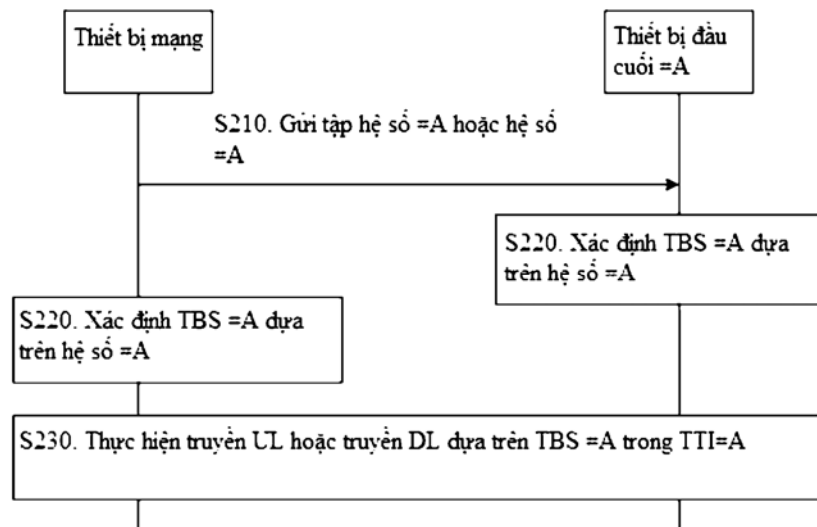 Thiết bị mạng
Thiết bị đầu
cuối =A
S210. Gửi tập hệ số =A hoặc hệ số
=A
S220. Xác định TBS =A dựa
trên hệ số =A
S220. Xác định TBS =A dựa
trên hệ số =A
S230. Thực hiện truyền UL hoặc truyền DL dựa trên TBS =A trong TTI=A